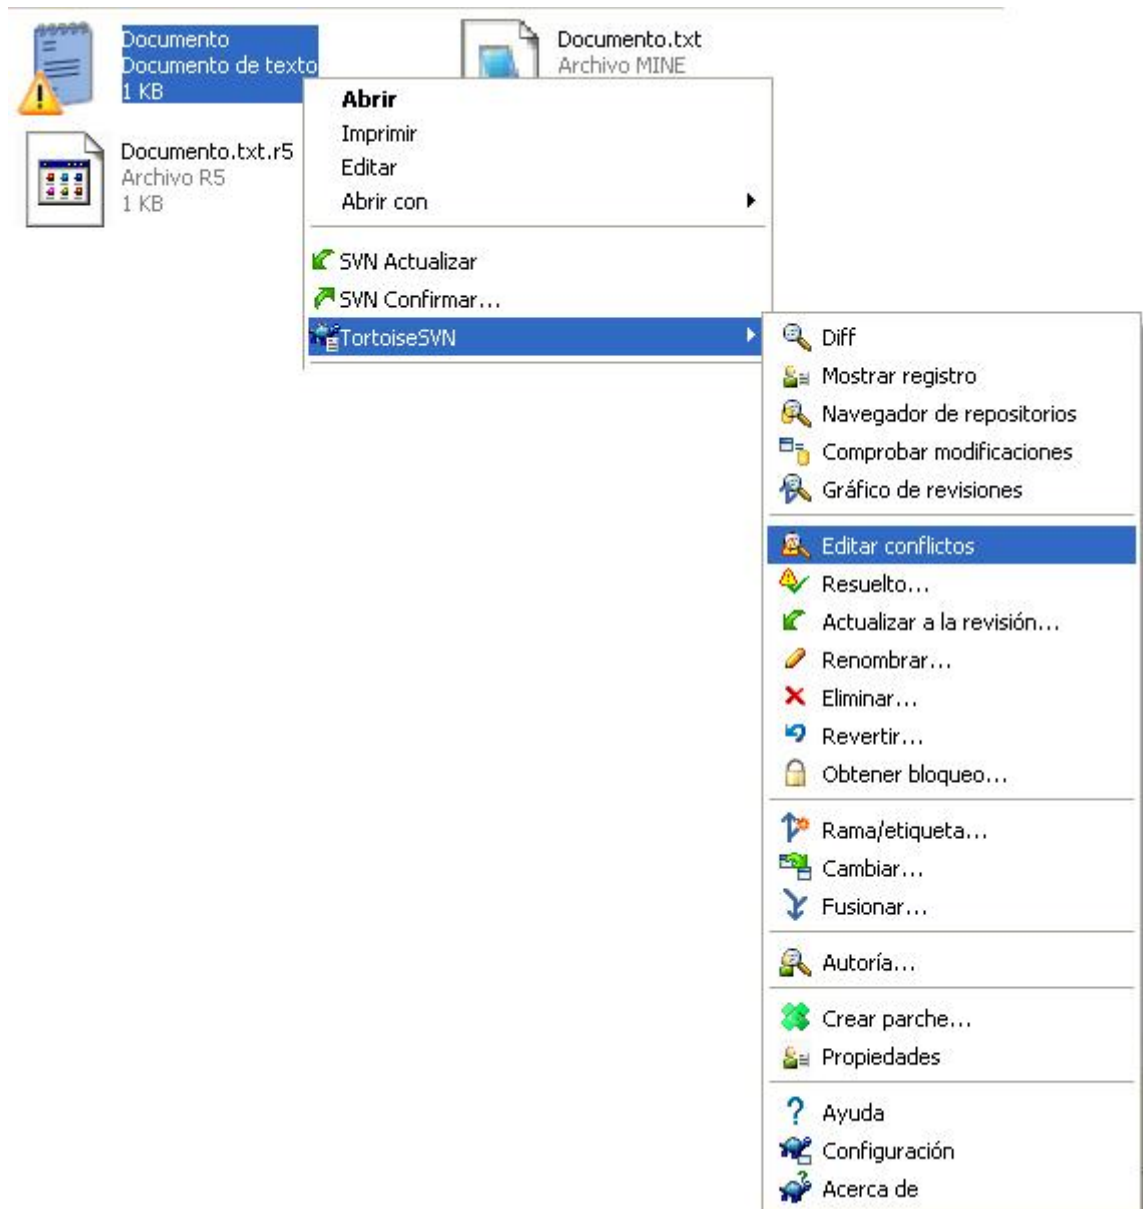 Documento
Documento de texto
1 KB
Documento.txt
Archivo MINE
Documento.txt.r5
Archivo R5
1 KB
Abrir
Imprimir
Editar
Abrir con
SVN Actualizar
SVN Confirmar...
TortoiseSVN
Diff
Mostrar registro
Navegador de repositorios
Comprobar modificaciones
Gráfico de revisiones
Editar conflictos
Resuelto...
Actualizar a la revisión...
Renombrar...
Eliminar...
Revertir...
Obtener bloqueo...
Rama/etiqueta...
Cambiar...
Fusionar...
Autoría...
Crear parche...
Propiedades
Ayuda
Configuración
Acerca de